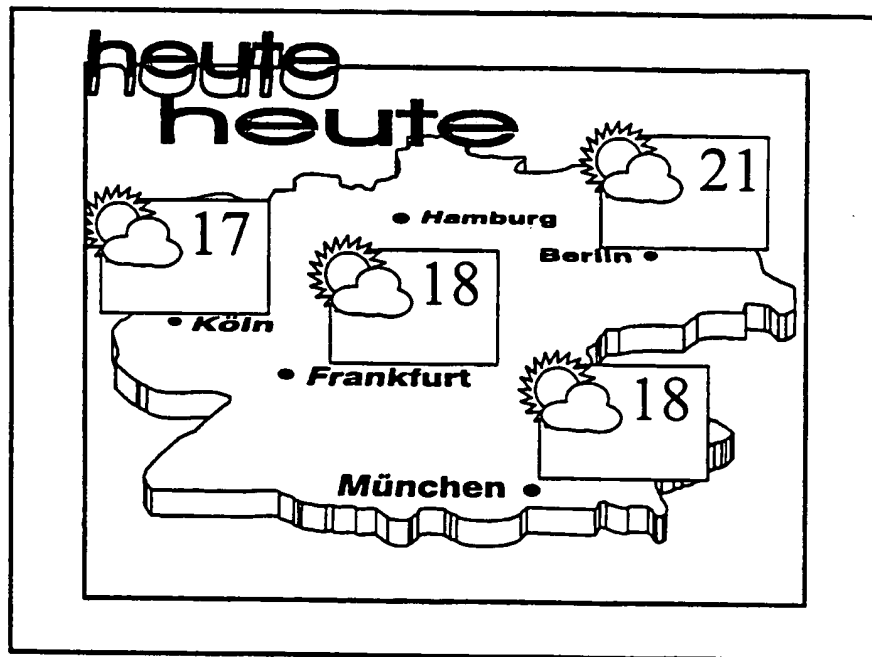 heute
heute
21
17
Hamburg
18
Berlin
Köln
Frankfurt
18
München